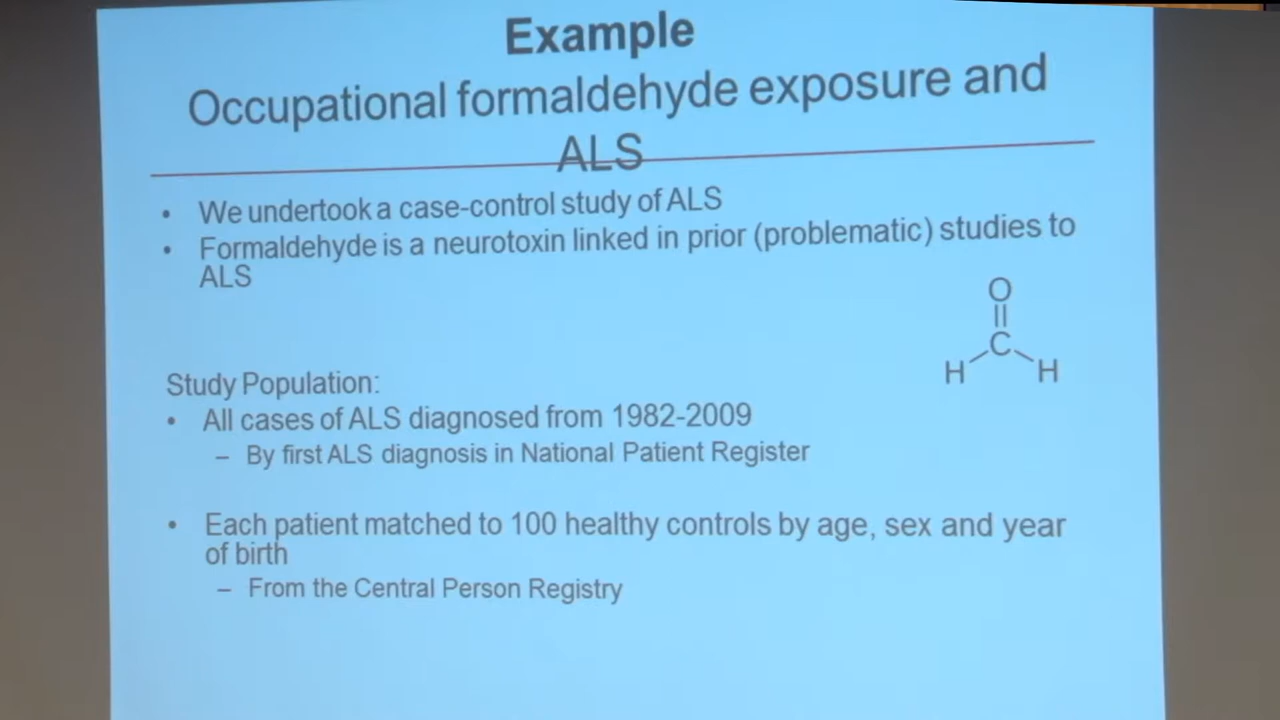 Example
Occupational formaldehyde exposure and
ALS
• We undertook a case-control study of ALS
• Formaldehyde is a neurotoxin linked in prior (problematic) studies to
ALS
O
C
H H
Study Population:
• All cases of ALS diagnosed from 1982-2009
– By first ALS diagnosis in National Patient Register
• Each patient matched to 100 healthy controls by age, sex and year
of birth
– From the Central Person Registry